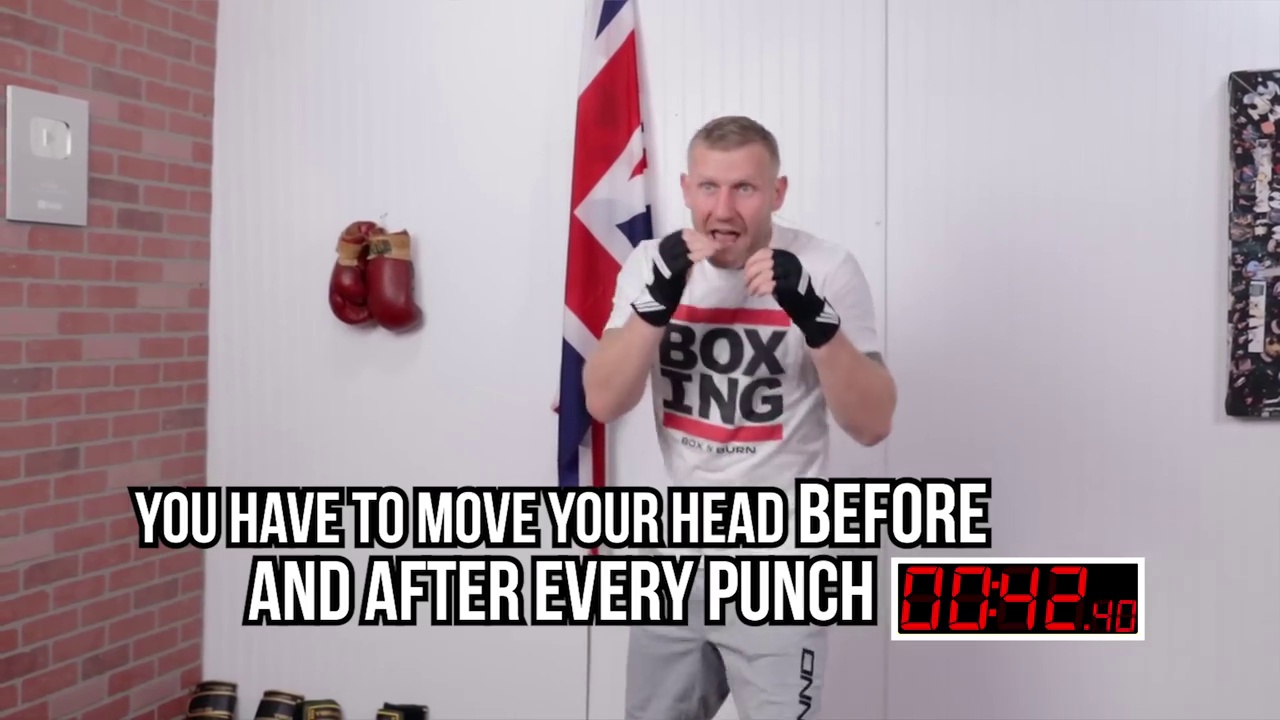 BOX
ING
BOX & BURN
YOU HAVE TO MOVE YOUR HEAD BEFORE
AND AFTER EVERY PUNCH
00:42.40